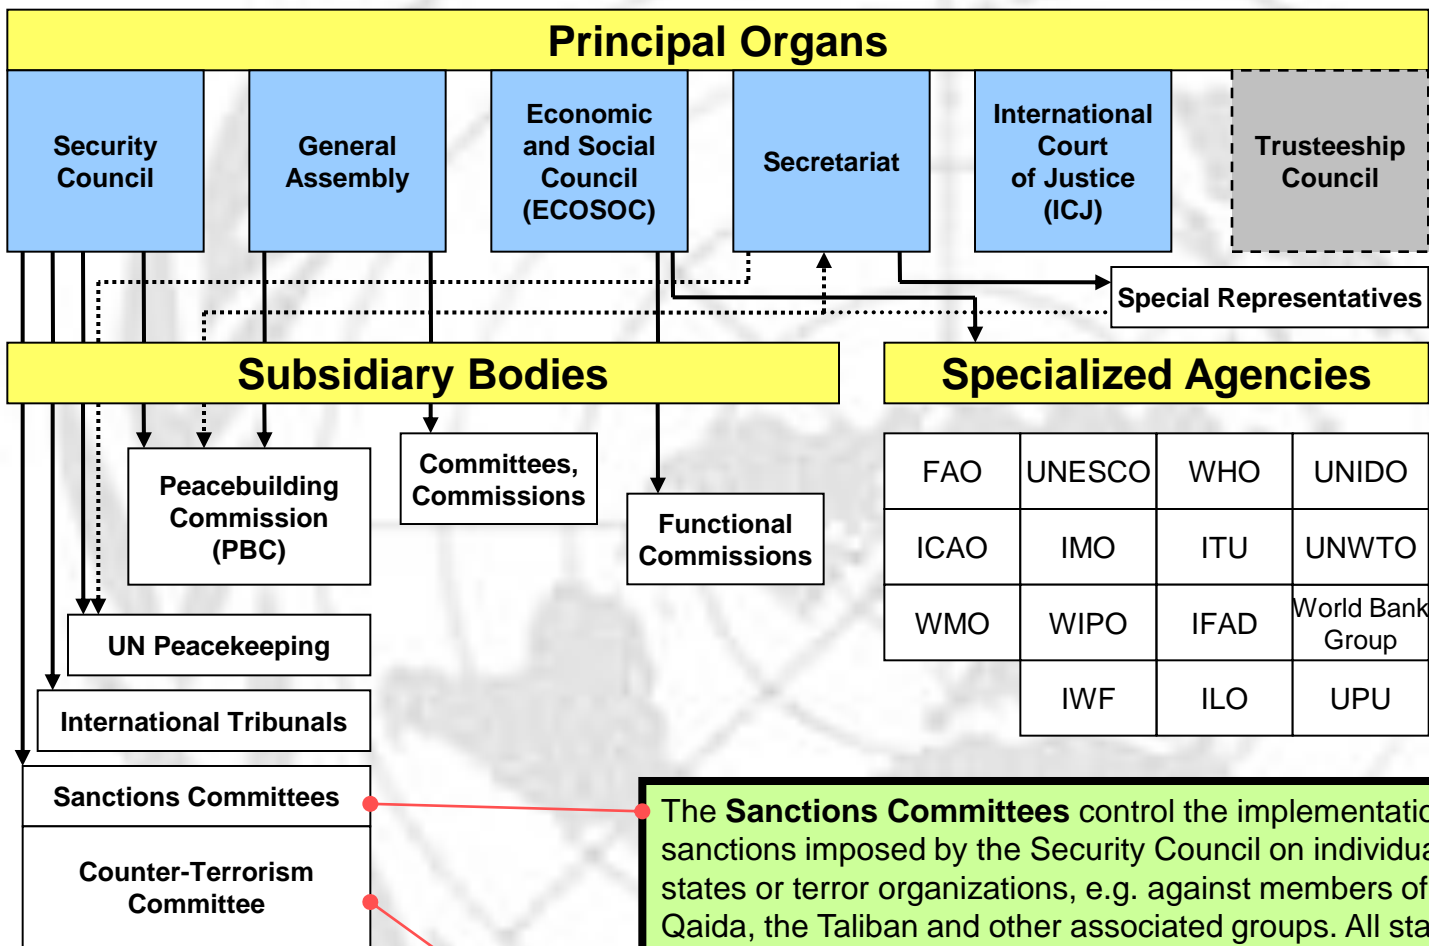 Principal Organs
Security
Council
General
Assembly
Economic
and Social
Council
(ECOSOC)
Secretariat
International
Court
of Justice
(ICJ)
Trusteeship
Council
Special Representatives
Subsidiary Bodies
Specialized Agencies
Peacebuilding
Commission
(PBC)
Committees,
Commissions
Functional
Commissions
UN Peacekeeping
International Tribunals
Sanctions Committees
Counter-Terrorism
Committee
FAO UNESCO WHO UNIDO
ICAO IMO ITU UNWTO
WMO WIPO IFAD World Bank
Group
IWF ILO UPU
The Sanctions Committees control the
sanctions imposed by the Security Council on
states or terror organizations, e.g. against members of
Qaida, the Taliban and other associated groups. All